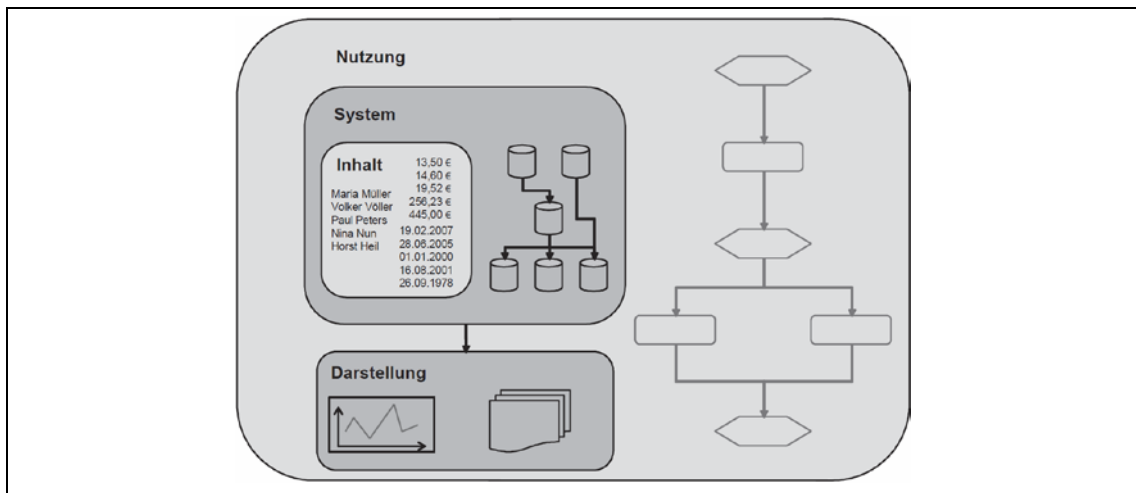 Nutzung
System
Inhalt
13,50 €
14,60 €
19,52 €
256,23 €
445,00 €
Maria Müller
Volker Völler
Paul Peters
Nina Nun
Horst Heil
19.02.2007
28.06.2005
01.01.2000
16.08.2001
26.09.1978
Darstellung